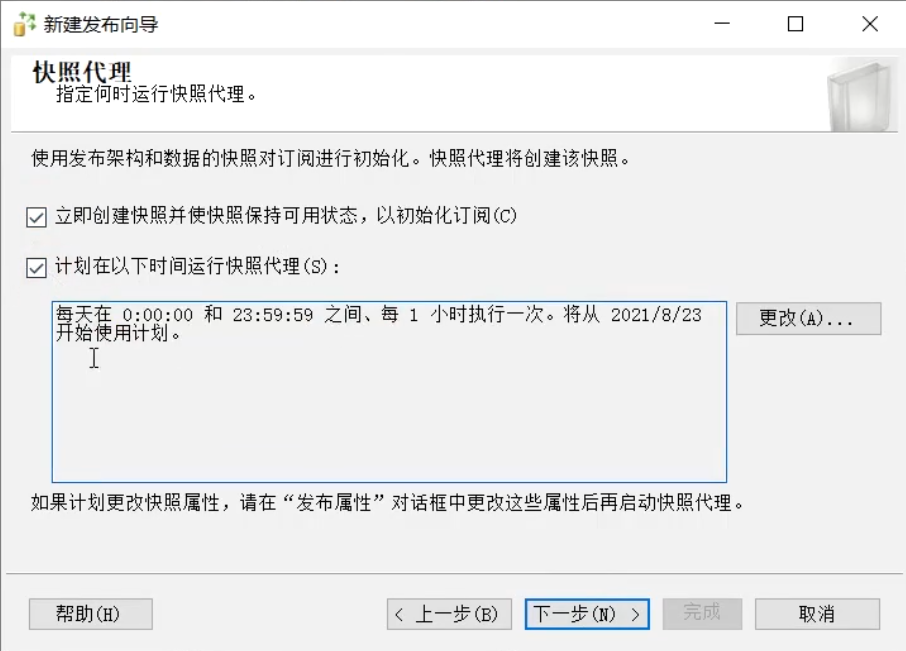 新建发布向导
快照代理
指定何时运行快照代理。
使用发布架构和数据的快照对订阅进行初始化。快照代理将创建该快照。
立即创建快照并使快照保持可用状态，以初始化订阅(C)
计划在以下时间运行快照代理(S)：
每天在 0:00:00 和 23:59:59 之间、每 1 小时执行一次。将从 2021/8/23
开始使用计划。
更改(A)...
如果计划更改快照属性，请在“发布属性”对话框中更改这些属性后再启动快照代理。
帮助(H)
< 上一步(B)
下一步(N) >
完成
取消